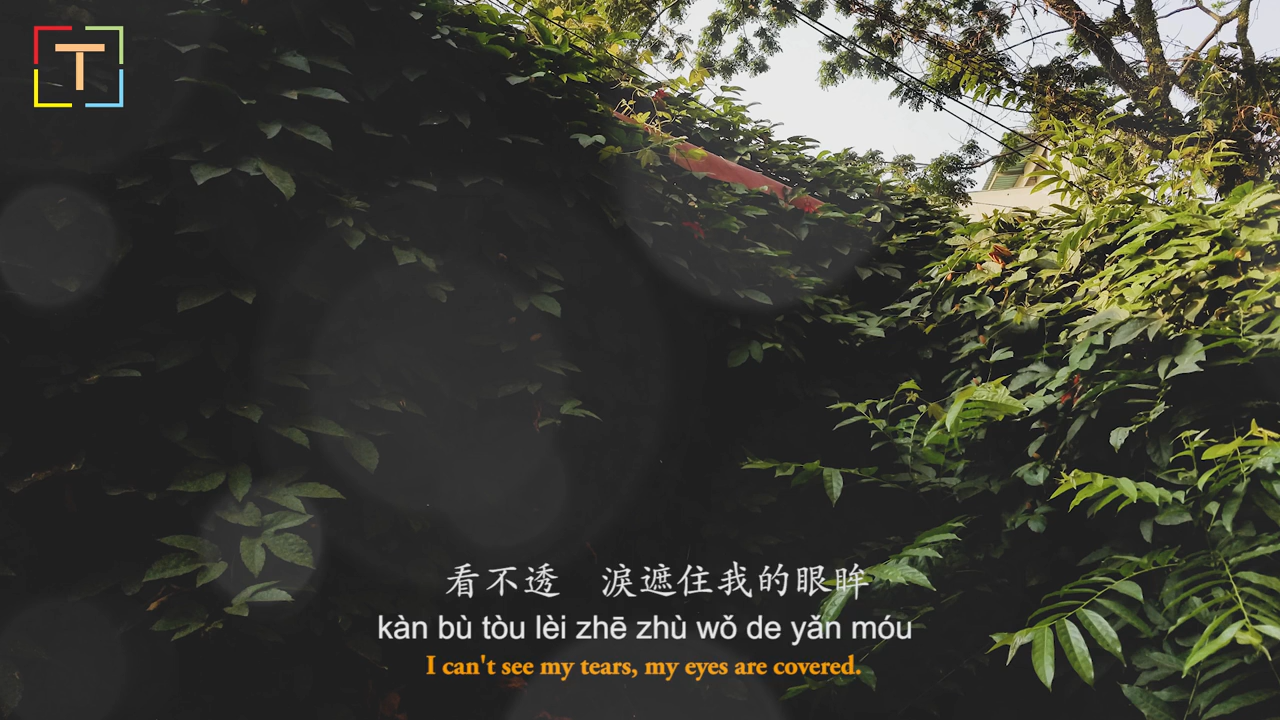 T
看不透 淚遮住我的眼眸
kàn bù tòu lèi zhē zhù wǒ de yǎn móu
I can't see my tears, my eyes are covered.